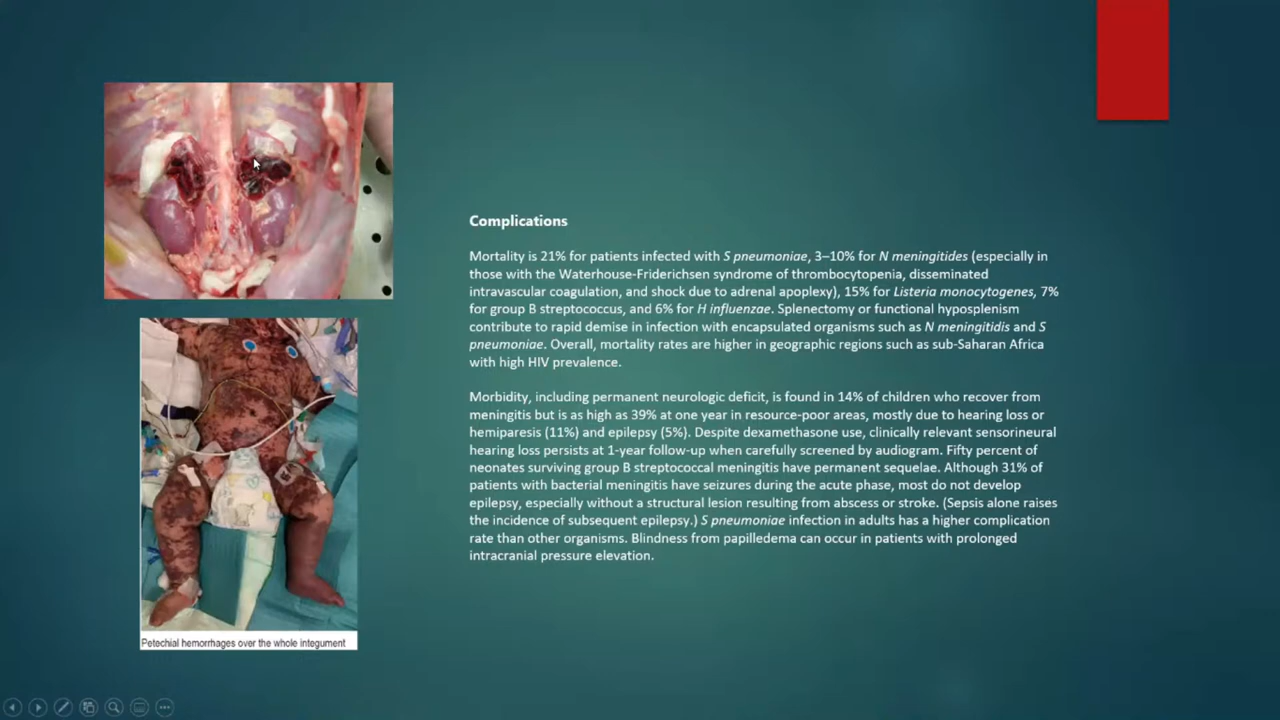 Complications
Mortality is 21% for patients infected with S pneumoniae, 3–10% for N meningitides (especially in
those with the Waterhouse-Friderichsen syndrome of thrombocytopenia, disseminated
intravascular coagulation, and shock due to adrenal apoplexy), 15% for Listeria monocytogenes, 7%
for group B streptococcus, and 6% for H influenzae. Splenectomy or functional hyposplenism
contribute to rapid demise in infection with encapsulated organisms such as N meningitidis and S
pneumoniae. Overall, mortality rates are higher in geographic regions such as sub-Saharan Africa
with high HIV prevalence.
Morbidity, including permanent neurologic deficit, is found in 14% of children who recover from
meningitis but is as high as 39% at one year in resource-poor areas, mostly due to hearing loss or
hemiparesis (11%) and epilepsy (5%). Despite dexamethasone use, clinically relevant sensorineural
hearing loss persists at 1-year follow-up when carefully screened by audiogram. Fifty percent of
neonates surviving group B streptococcal meningitis have permanent sequelae. Although 31% of
patients with bacterial meningitis have seizures during the acute phase, most do not develop
epilepsy, especially without a structural lesion resulting from abscess or stroke. (Sepsis alone raises
the incidence of subsequent epilepsy.) S pneumoniae infection in adults has a higher complication
rate than other organisms. Blindness from papilledema can occur in patients with prolonged
intracranial pressure elevation.
Petechial hemorrhages over the whole integument